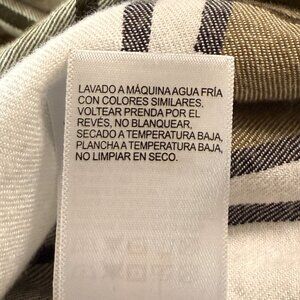 LAVADO A MÁQUINA AGUA FRÍA
CON COLORES SIMILARES,
VOLTEAR PRENDA POR EL
REVÉS, NO BLANQUEAR,
SECADO A TEMPERATURA BAJA,
PLANCHA A TEMPERATURA BAJA,
NO LIMPIAR EN SECO.